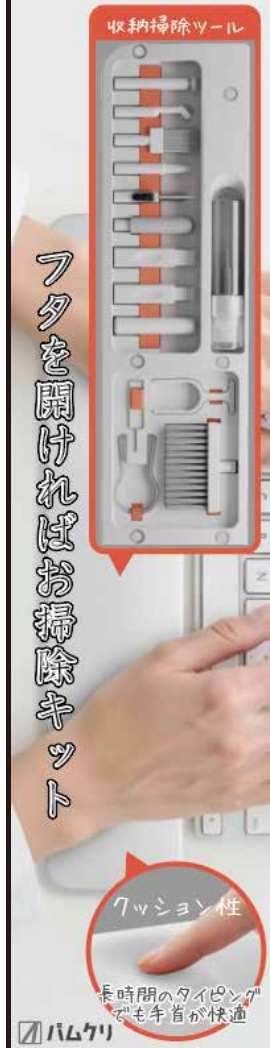 収納掃除ツール
フタを開ければお掃除キット
クッション性
長時間のタイピング
でも手首が快適
パムクリ